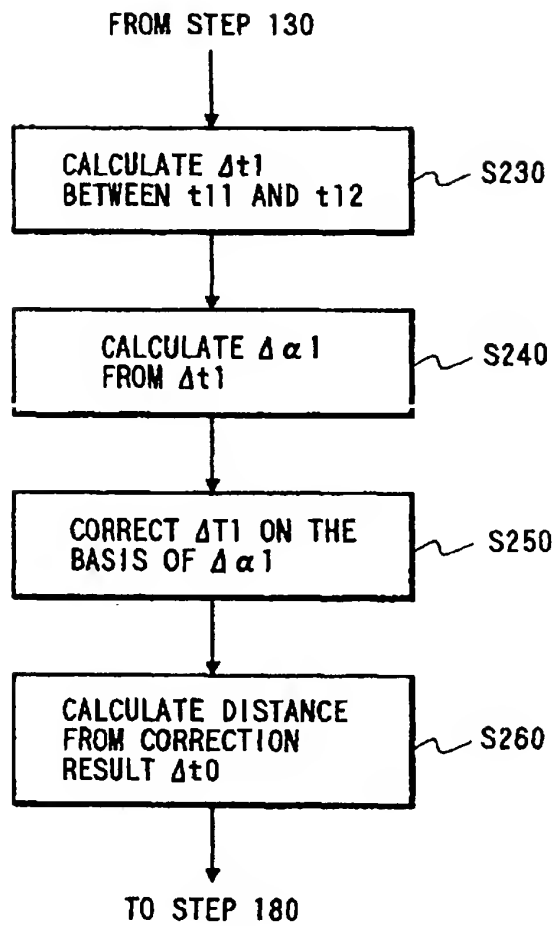 FROM STEP 130
CALCULATE Δt1
BETWEEN t11 AND t12
S230
CALCULATE Δα1
FROM Δt1
S240
CORRECT ΔT1 ON THE
BASIS OF Δα1
S250
CALCULATE DISTANCE
FROM CORRECTION
RESULT Δt0
S260
TO STEP 180